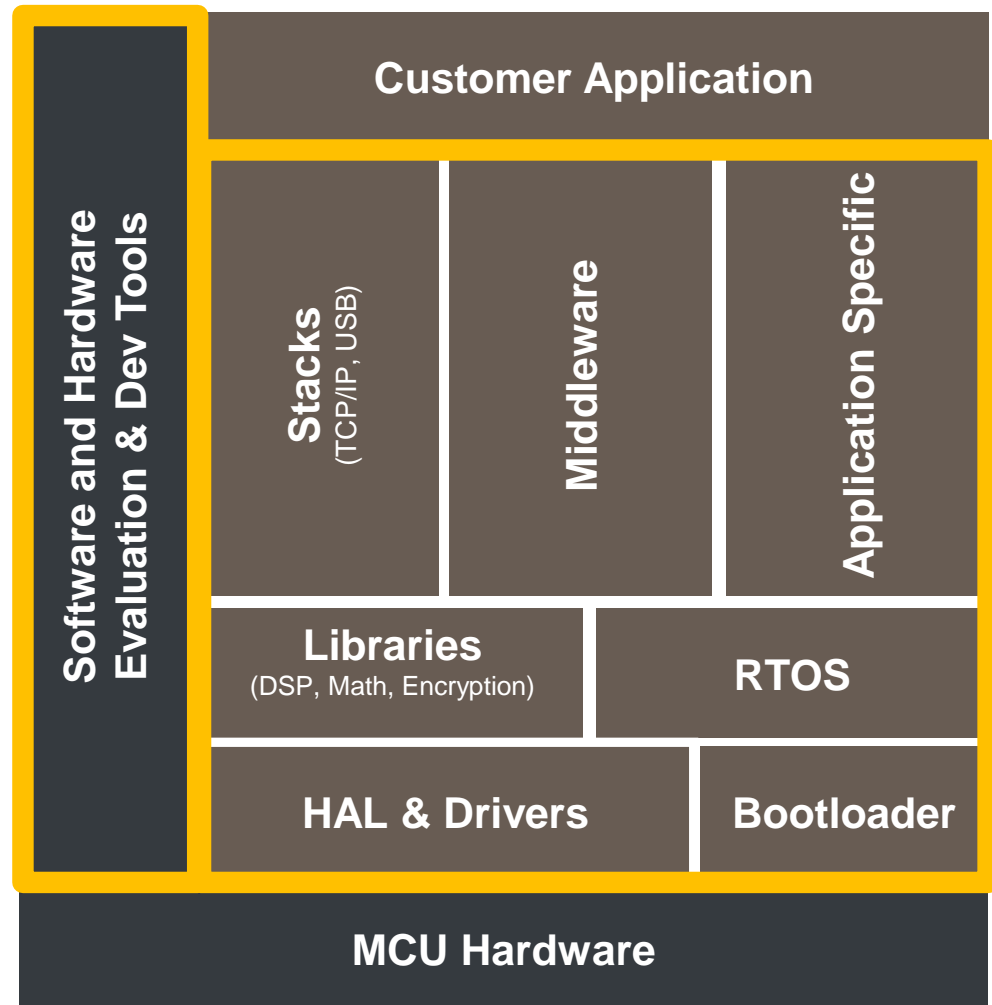 Customer Application
Software and Hardware
Evaluation & Dev Tools
Stacks
(TCP/IP, USB)
Middleware
Application Specific
Libraries
(DSP, Math, Encryption)
RTOS
HAL & Drivers
Bootloader
MCU Hardware